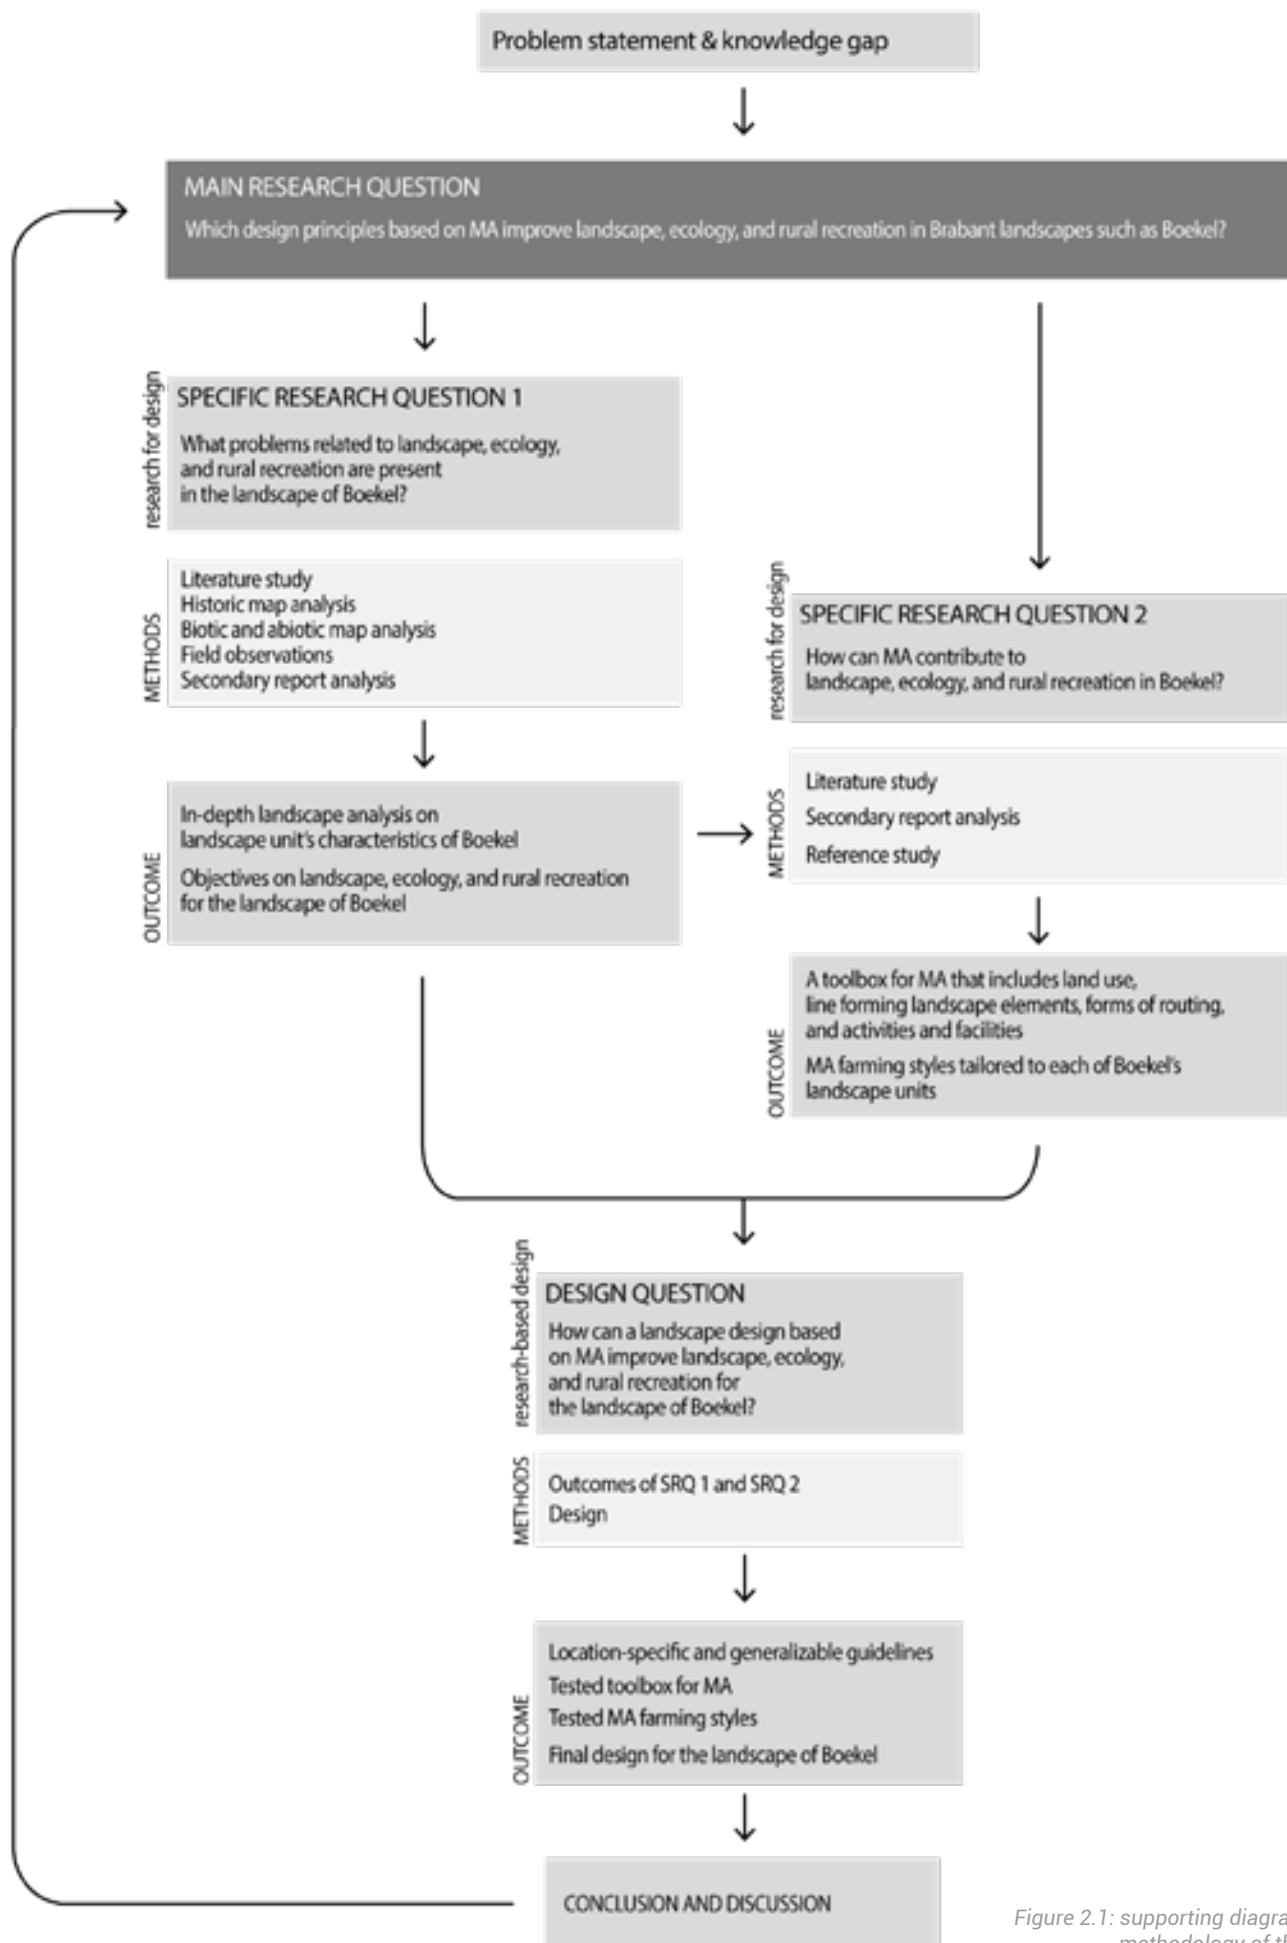 Problem statement & knowledge gap
MAIN RESEARCH QUESTION
Which design principles based on MA improve landscape, ecology, and rural recreation in Brabant landscapes such as Boekel?
research for design
SPECIFIC RESEARCH QUESTION 1
What problems related to landscape, ecology,
and rural recreation are present
in the landscape of Boekel?
METHODS
Literature study
Historic map analysis
Biotic and abiotic map analysis
Field observations
Secondary report analysis
OUTCOME
In-depth landscape analysis on
landscape unit's characteristics of Boekel
Objectives on landscape, ecology, and rural recreation
for the landscape of Boekel
research for design
SPECIFIC RESEARCH QUESTION 2
How can MA contribute to
landscape, ecology, and rural recreation in Boekel?
METHODS
Literature study
Secondary report analysis
Reference study
OUTCOME
A toolbox for MA that includes land use,
line forming landscape elements, forms of routing,
and activities and facilities
MA farming styles tailored to each of Boekel's
landscape units
research-based design
DESIGN QUESTION
How can a landscape design based
on MA improve landscape, ecology,
and rural recreation for
the landscape of Boekel?
METHODS
Outcomes of SRQ 1 and SRQ 2
Design
OUTCOME
Location-specific and generalizable guidelines
Tested toolbox for MA
Tested MA farming styles
Final design for the landscape of Boekel
CONCLUSION AND DISCUSSION
Figure 2.1: supporting
methodology of